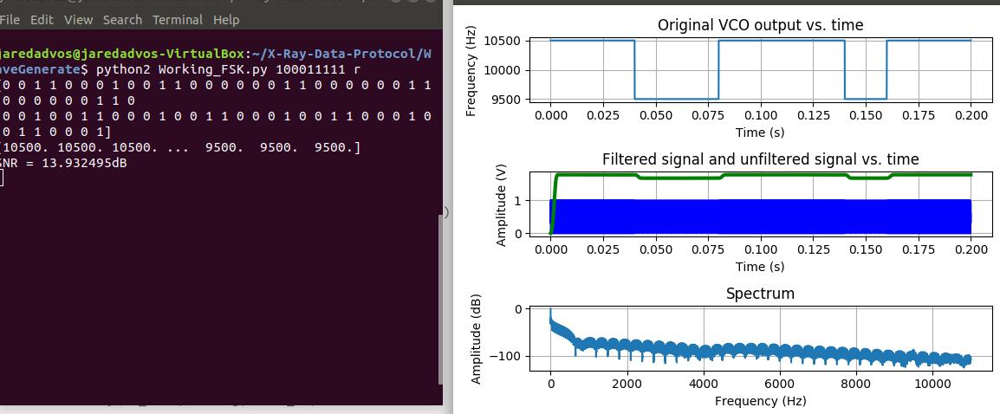 File Edit View Search Terminal Help
jaredadvos@jaredadvos-VirtualBox:~/X-Ray-Data-Protocol/W
aveGenerate$ python2 Working_FSK.py 100011111 r
[0 0 1 1 0 0 0 1 0 0 1 1 0 0 0 0 0 0 1 1 0 0 0 0 0 0 1 1
0 0 0 0 0 0 1 1 0
0 0 1 0 0 1 1 0 0 0 1 0 0 1 1 0 0 0 1 0 0 1 1 0 0 0 1 0
0 1 1 0 0 0 1]
[10500. 10500. 10500. ... 9500. 9500. 9500.]
SNR = 13.932495dB
)
Original VCO output vs. time
Frequency (Hz)
10500
10000
9500
0.000 0.025 0.050 0.075 0.100 0.125 0.150 0.175 0.200
Time (s)
Filtered signal and unfiltered signal vs. time
Amplitude (V)
1
0
0.000 0.025 0.050 0.075 0.100 0.125 0.150 0.175 0.200
Time (s)
Spectrum
Amplitude (dB)
0
−100
0 2000 4000 6000 8000 10000
Frequency (Hz)